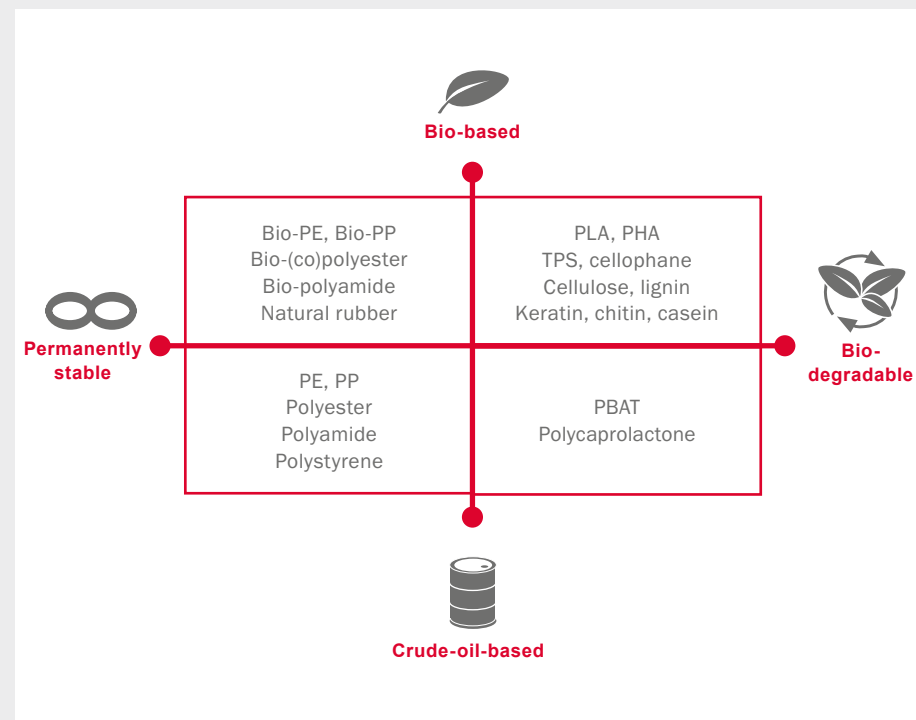 Bio-based
Bio-PE, Bio-PP
Bio-(co)polyester
Bio-polyamide
Natural rubber
PLA, PHA
TPS, cellophane
Cellulose, lignin
Keratin, chitin, casein
Permanently
stable
Bio-
degradable
PE, PP
Polyester
Polyamide
Polystyrene
PBAT
Polycaprolactone
Crude-oil-based